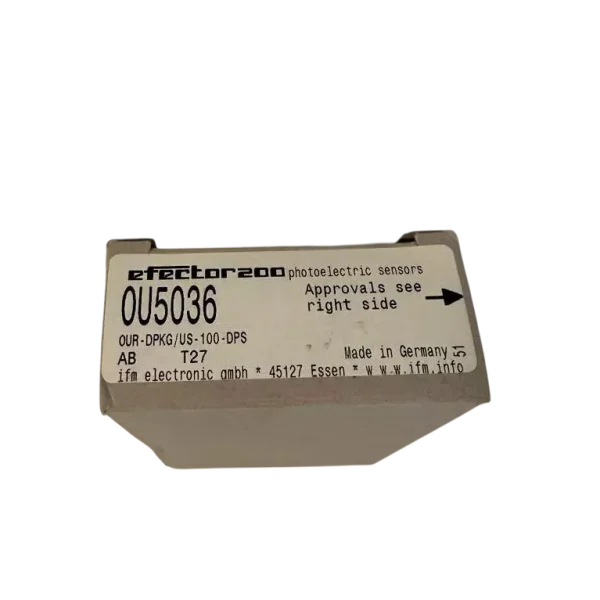 efector200 photoelectric sensors
OU5036
Approvals see
right side
OUR-DPKG/US-100-DPS
AB T27
Made in Germany
51
ifm electronic gmbh * 45127 Essen * www.ifm.info